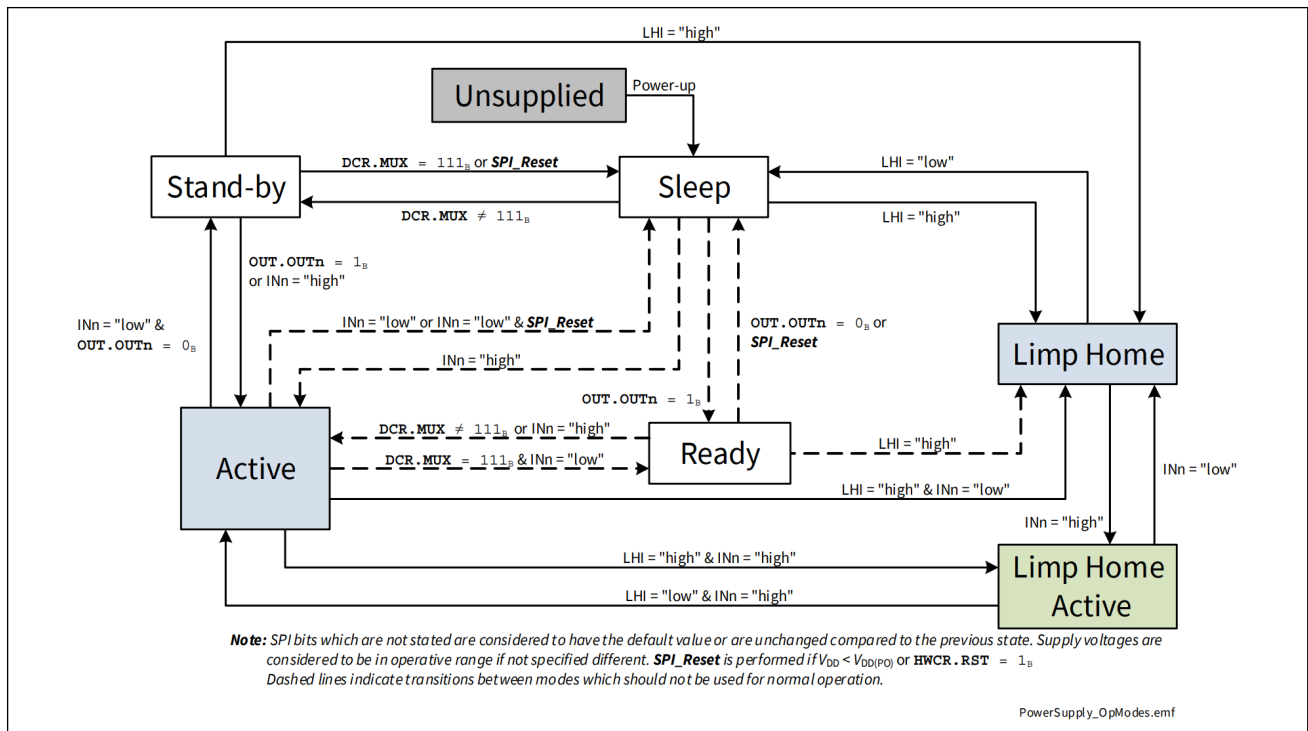 LHI = "high"
Unsupplied
Power-up
Stand-by
DCR.MUX = 111B or SPI_Reset
Sleep
LHI = "low"
DCR.MUX ≠ 111B
LHI = "high"
OUT.OUTn = 1B
or INn = "high"
INn = "low" &
OUT.OUTn = 0B
INn = "low" or INn = "low" & SPI_Reset
OUT.OUTn = 0B or
SPI_Reset
INn = "high"
Limp Home
OUT.OUTn = 1B
DCR.MUX ≠ 111B or INn = "high"
Active
Ready
LHI = "high"
DCR.MUX = 111B & INn = "low"
INn = "low"
LHI = "high" & INn = "low"
INn = "high"
LHI = "high" & INn = "high"
Limp Home
Active
LHI = "low" & INn = "high"
Note: SPI bits which are not stated are considered to have the default value or are unchanged compared to the previous state. Supply voltages are
considered to be in operative range if not specified different. SPI_Reset is performed if VDD < VDD(PO) or HWCR.RST = 1B
Dashed lines indicate transitions between modes which should not be used for normal operation.
PowerSupply_OpModes.emf